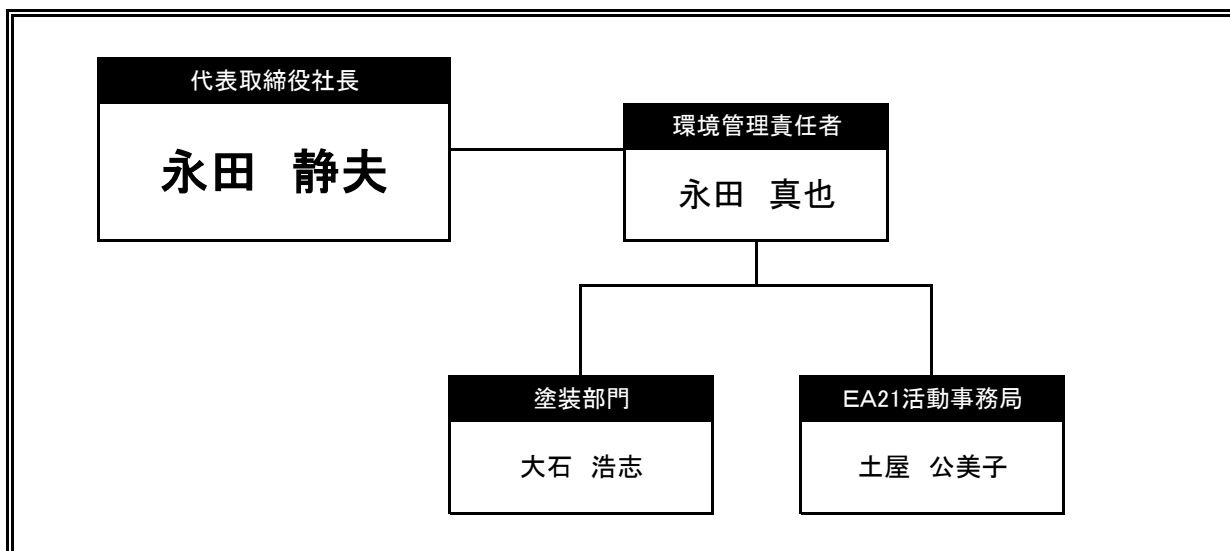 代表取締役社長
永田　静夫
環境管理責任者
永田　真也
塗装部門
大石　浩志
EA21活動事務局
土屋　公美子